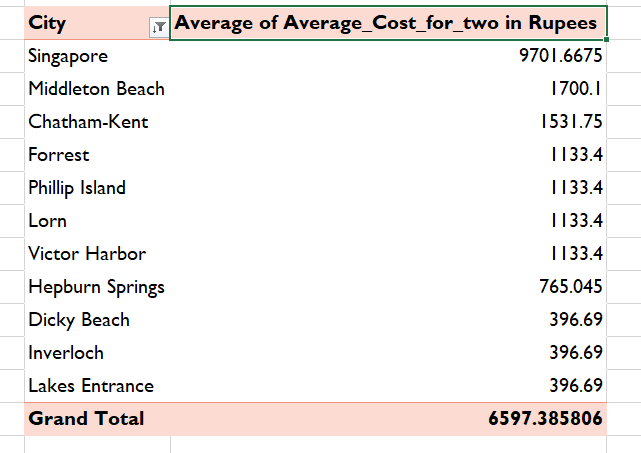 City Average of Average_Cost_for_two in Rupees
Singapore 9701.6675
Middleton Beach 1700.1
Chatham-Kent 1531.75
Forrest 1133.4
Phillip Island 1133.4
Lorn 1133.4
Victor Harbor 1133.4
Hepburn Springs 765.045
Dicky Beach 396.69
Inverloch 396.69
Lakes Entrance 396.69
Grand Total 6597.385806